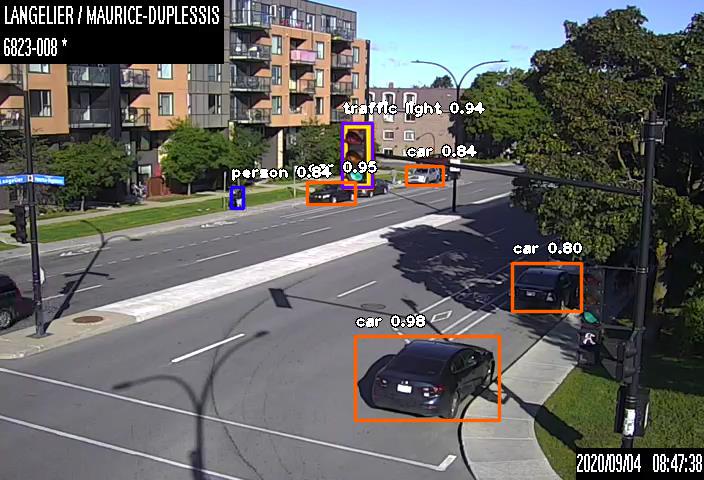 LANGELIER / MAURICE-DUPLESSIS
6823-008 *
traffic light 0.94
car 0.84
person 0.84
car 0.95
car 0.80
car 0.98
Langelier
2020/09/04 08:47:38